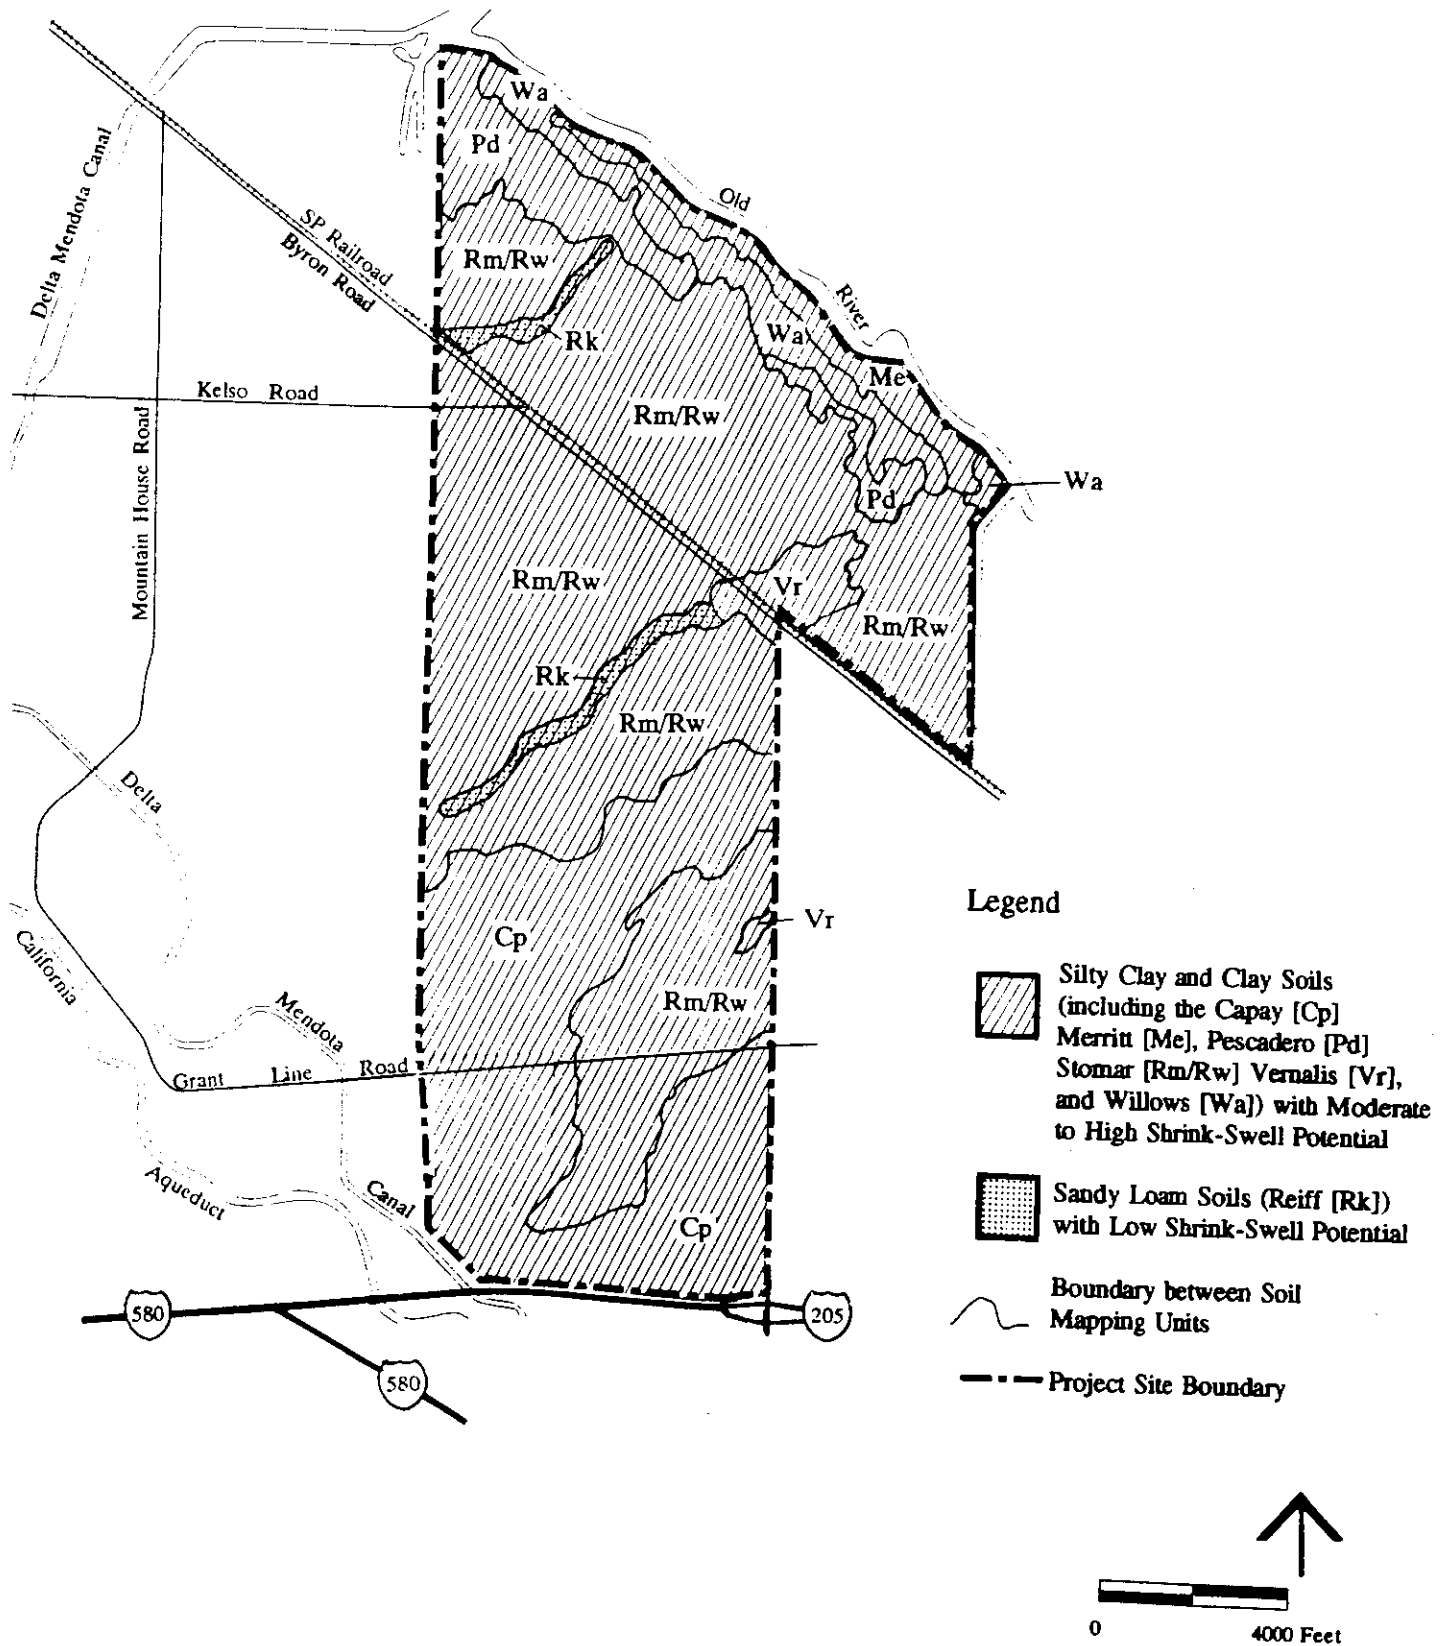 Wa
Pd
Old
Delta Mendota Canal
SP Railroad
Byron Road
Rm/Rw
River
Rk
Wa
Me
Kelso Road
Rm/Rw
Mountain House Road
Wa
Pd
Rm/Rw
Vr
Rm/Rw
Rk
Rm/Rw
Delta
California
Cp
Vr
Mendota
Rm/Rw
Grant Line Road
Aqueduct
Canal
Cp
580
205
580
Legend
Silty Clay and Clay Soils
(including the Capay [Cp]
Merritt [Me], Pescadero [Pd]
Stomar [Rm/Rw] Vernalis [Vr],
and Willows [Wa]) with Moderate
to High Shrink-Swell Potential
Sandy Loam Soils (Reiff [Rk])
with Low Shrink-Swell Potential
Boundary between Soil
Mapping Units
Project Site Boundary
0 4000 Feet